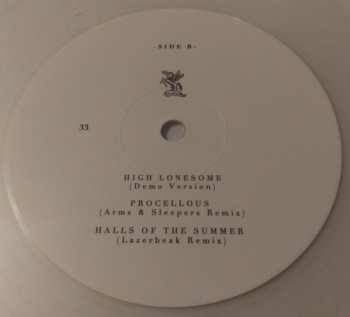 -SIDE B-
33
HIGH LONESOME
(Demo Version)
PROCELLOUS
(Arms & Sleepers Remix)
HALLS OF THE SUMMER
(Lazerbeak Remix)